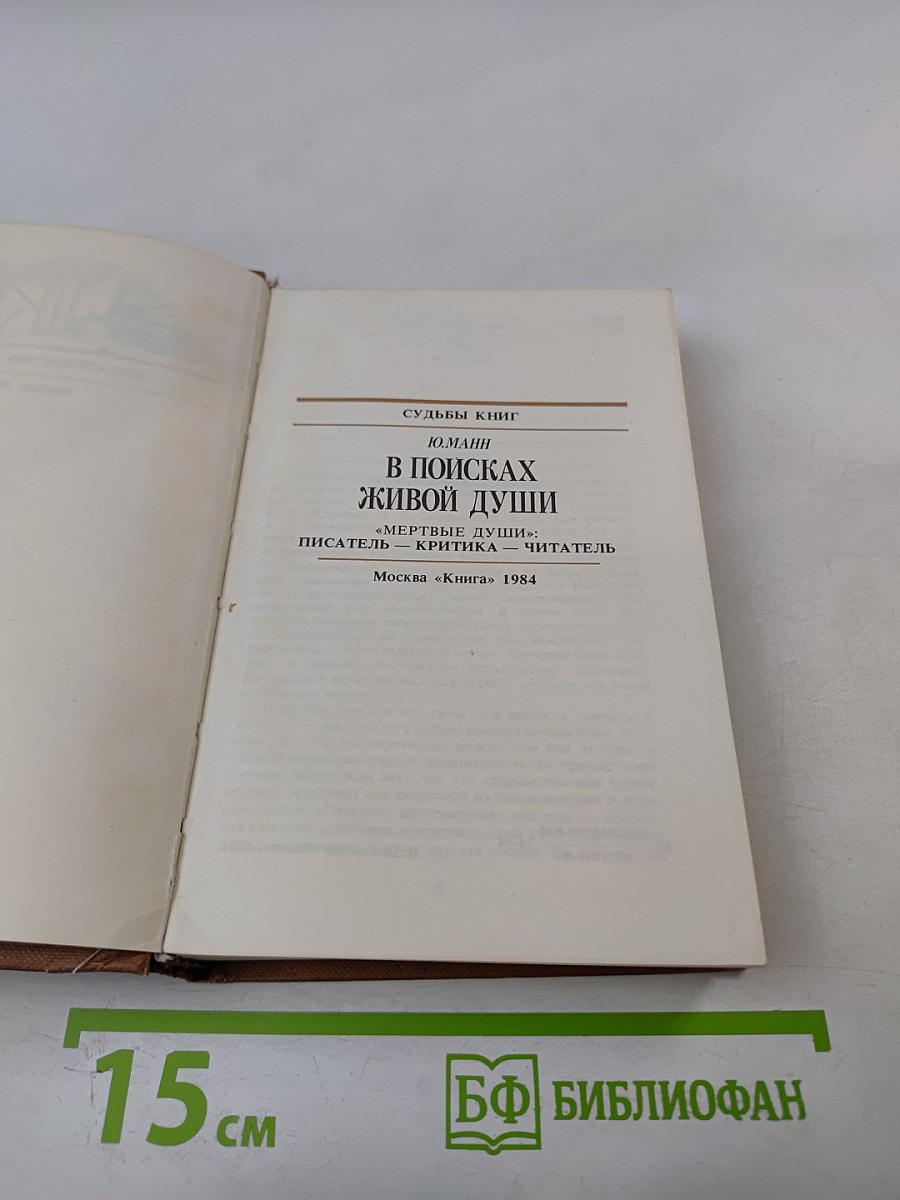 СУДЬБЫ КНИГ
Ю.МАНН
В ПОИСКАХ
ЖИВОЙ ДУШИ
«МЕРТВЫЕ ДУШИ»:
ПИСАТЕЛЬ — КРИТИКА — ЧИТАТЕЛЬ
Москва «Книга» 1984
15 см
БФ БИБЛИОФАН